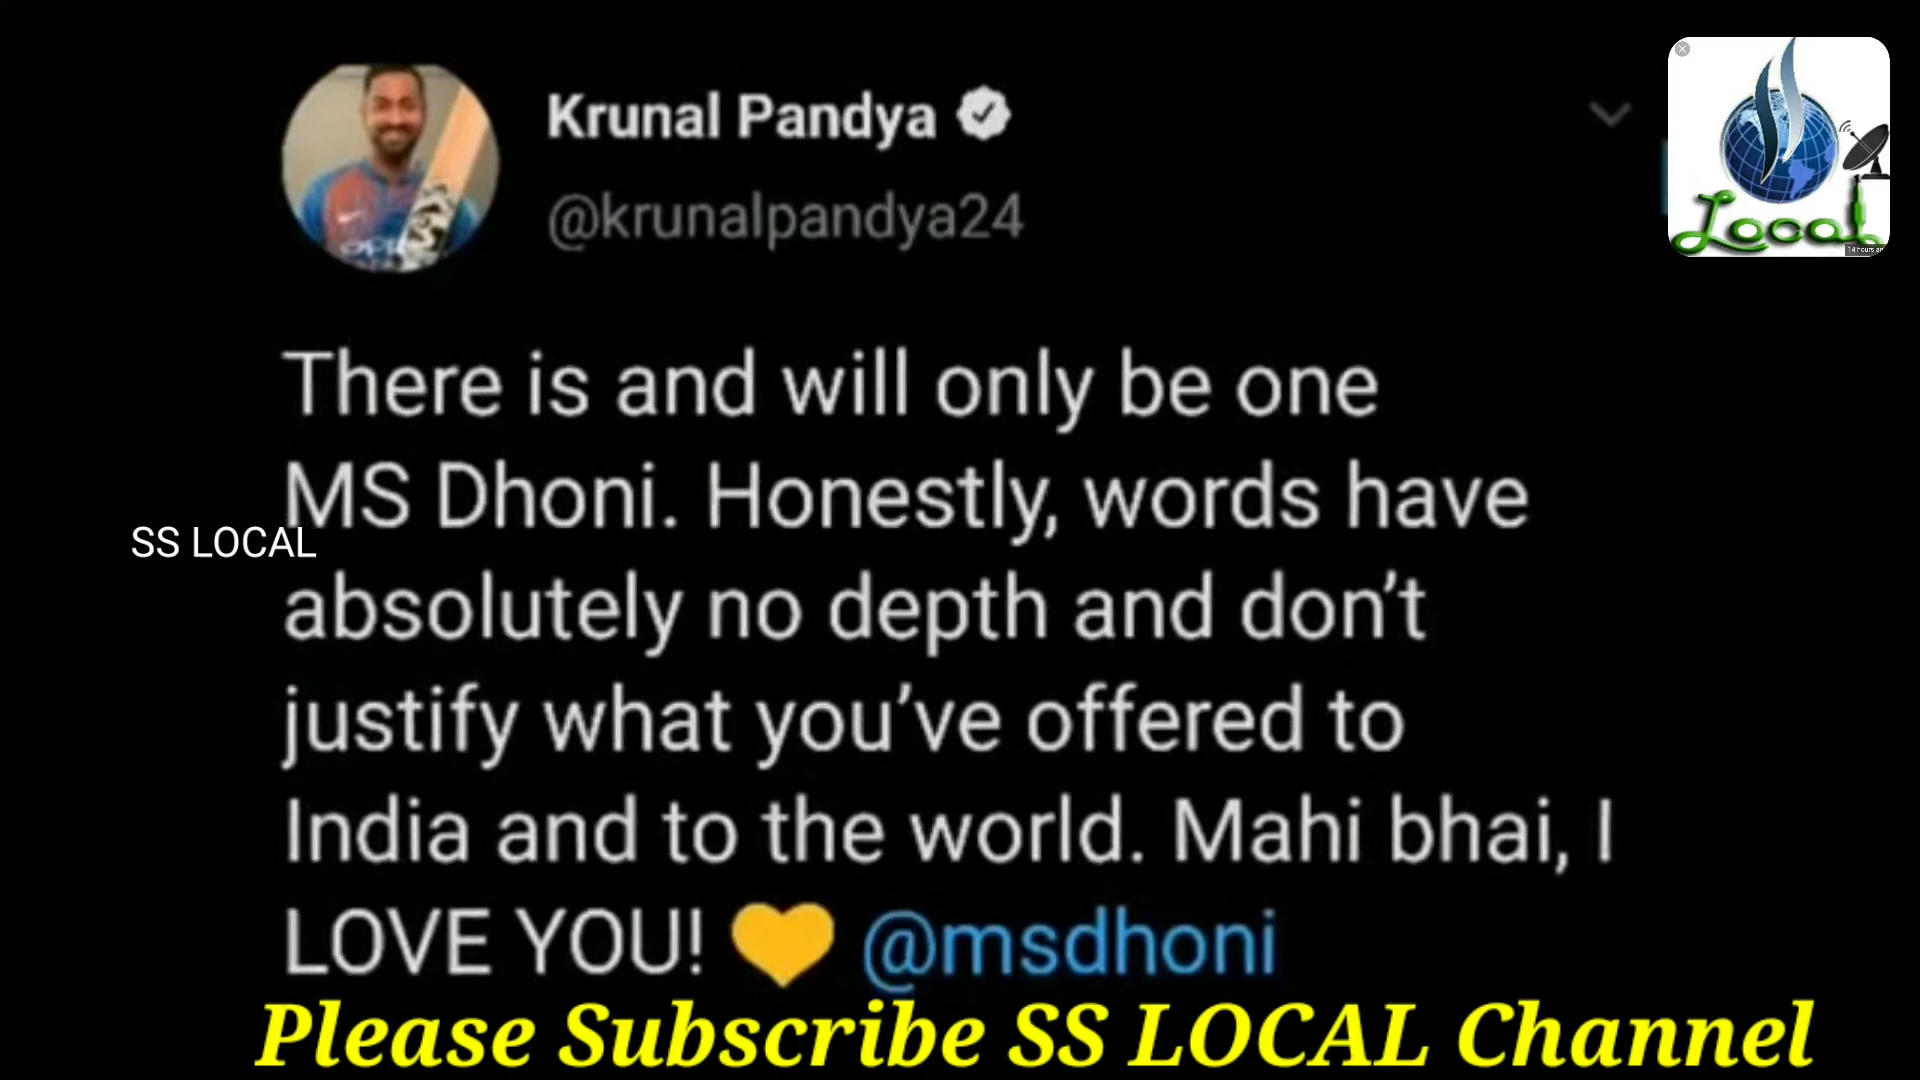 Krunal Pandya
@krunalpandya24
Local
14 hours
There is and will only be one
MS Dhoni. Honestly, words have
SS LOCAL
absolutely no depth and don’t
justify what you’ve offered to
India and to the world. Mahi bhai, I
LOVE YOU! 💛 @msdhoni
Please Subscribe SS LOCAL Channel